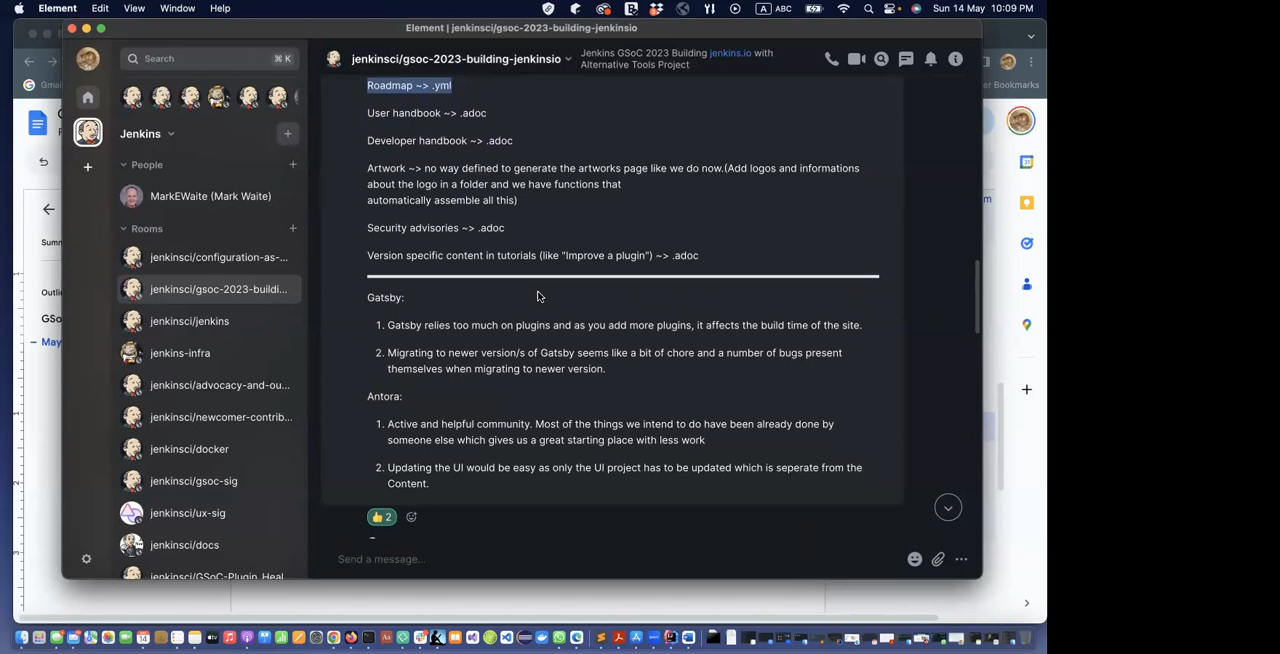 Element Edit View Window Help
ABC
Sun 14 May 10:09 PM
Element | jenkinsci/gsoc-2023-building-jenkinsio
Search ⌘ K
jenkinsci/gsoc-2023-building-jenkinsio
Jenkins GSoC 2023 Building jenkins.io with
Alternative Tools Project
Jenkins
People
MarkEWaite (Mark Waite)
Rooms
jenkinsci/configuration-as-...
jenkinsci/gsoc-2023-buildi...
jenkinsci/jenkins
jenkins-infra
jenkinsci/advocacy-and-ou...
jenkinsci/newcomer-contrib...
jenkinsci/docker
jenkinsci/gsoc-sig
jenkinsci/ux-sig
jenkinsci/docs
jenkinsci/GSoC-Plugin_Heal
Roadmap ~> .yml
User handbook ~> .adoc
Developer handbook ~> .adoc
Artwork ~> no way defined to generate the artworks page like we do now.(Add logos and informations
about the logo in a folder and we have functions that
automatically assemble all this)
Security advisories ~> .adoc
Version specific content in tutorials (like "Improve a plugin") ~> .adoc
Gatsby:
1. Gatsby relies too much on plugins and as you add more plugins, it affects the build time of the site.
2. Migrating to newer version/s of Gatsby seems like a bit of chore and a number of bugs present
themselves when migrating to newer version.
Antora:
1. Active and helpful community. Most of the things we intend to do have been already done by
someone else which gives us a great starting place with less work
2. Updating the UI would be easy as only the UI project has to be updated which is seperate from the
Content.
2
Send a message...
Gmai
Summ
Outlin
GSo
May
Bookmarks